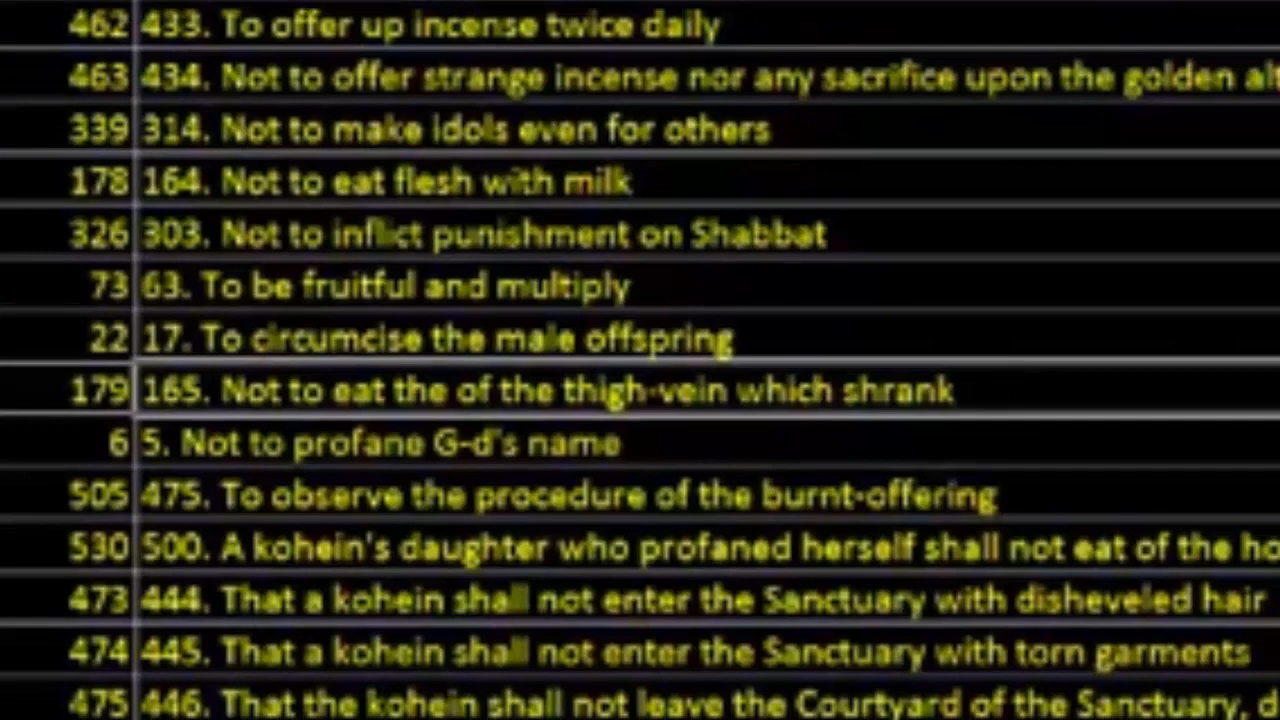 462 433. To offer up incense twice daily
463 434. Not to offer strange incense nor any sacrifice upon the golden
339 314. Not to make idols even for others
178 164. Not to eat flesh with milk
326 303. Not to inflict punishment on Shabbat
73 63. To be fruitful and multiply
22 17. To circumcise the male offspring
179 165. Not to eat the of the thigh-vein which shrank
6 5. Not to profane G-d's name
505 475. To observe the procedure of the burnt-offering
530 500. A kohein's daughter who profaned herself shall not eat of the
473 444. That a kohein shall not enter the Sanctuary with disheveled hair
474 445. That a kohein shall not enter the Sanctuary with torn garments
475 446. That the kohein shall not leave the Courtyard of the Sanctuary,